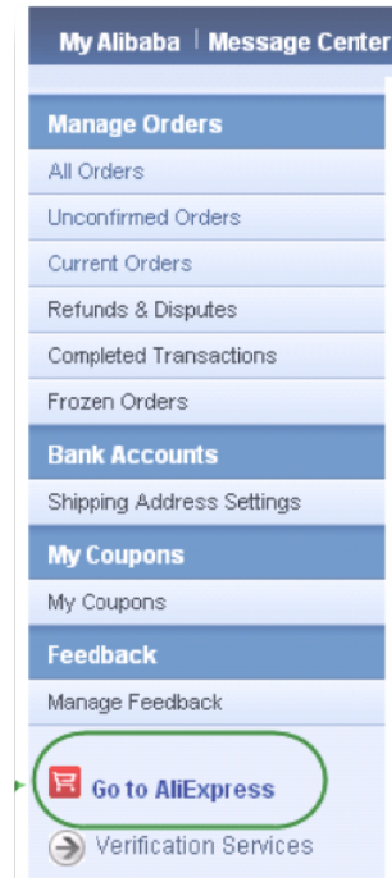 My Alibaba | Message Center
Manage Orders
All Orders
Unconfirmed Orders
Current Orders
Refunds & Disputes
Completed Transactions
Frozen Orders
Bank Accounts
Shipping Address Settings
My Coupons
My Coupons
Feedback
Manage Feedback
Go to AliExpress
Verification Services